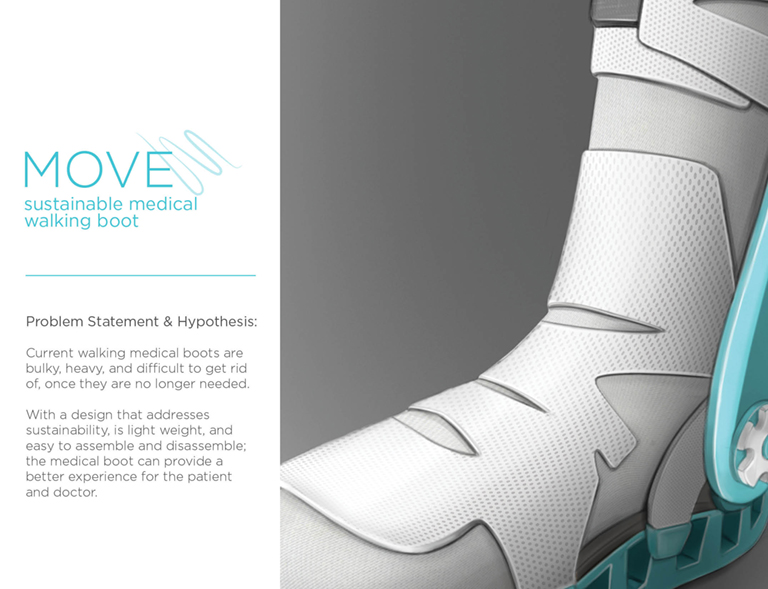 MOVE
sustainable medical
walking boot
Problem Statement & Hypothesis:
Current walking medical boots are
bulky, heavy, and difficult to get rid
of, once they are no longer needed.
With a design that addresses
sustainability, is light weight, and
easy to assemble and disassemble;
the medical boot can provide a
better experience for the patient
and doctor.